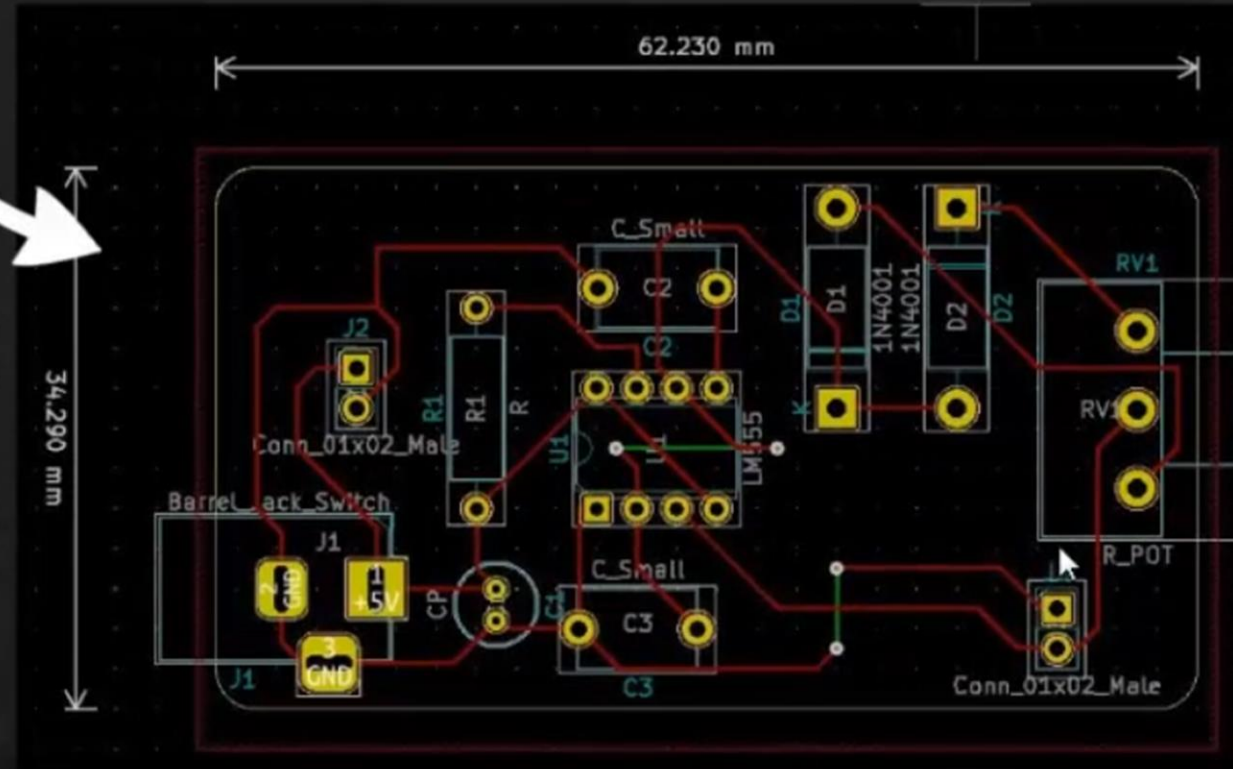 62.230 mm
34.290 mm
C_Small
C2
C2
J2
Conn_01x02_Male
R1
R1
R
U1
LM555
D1
D1
1N4001
1N4001
D2
D2
K
RV1
RV1
R_POT
Barrel_Jack_Switch
J1
2
GND
1
+5V
3
GND
J1
CP
C1
C_Small
C3
C3
Conn_01x02_Male